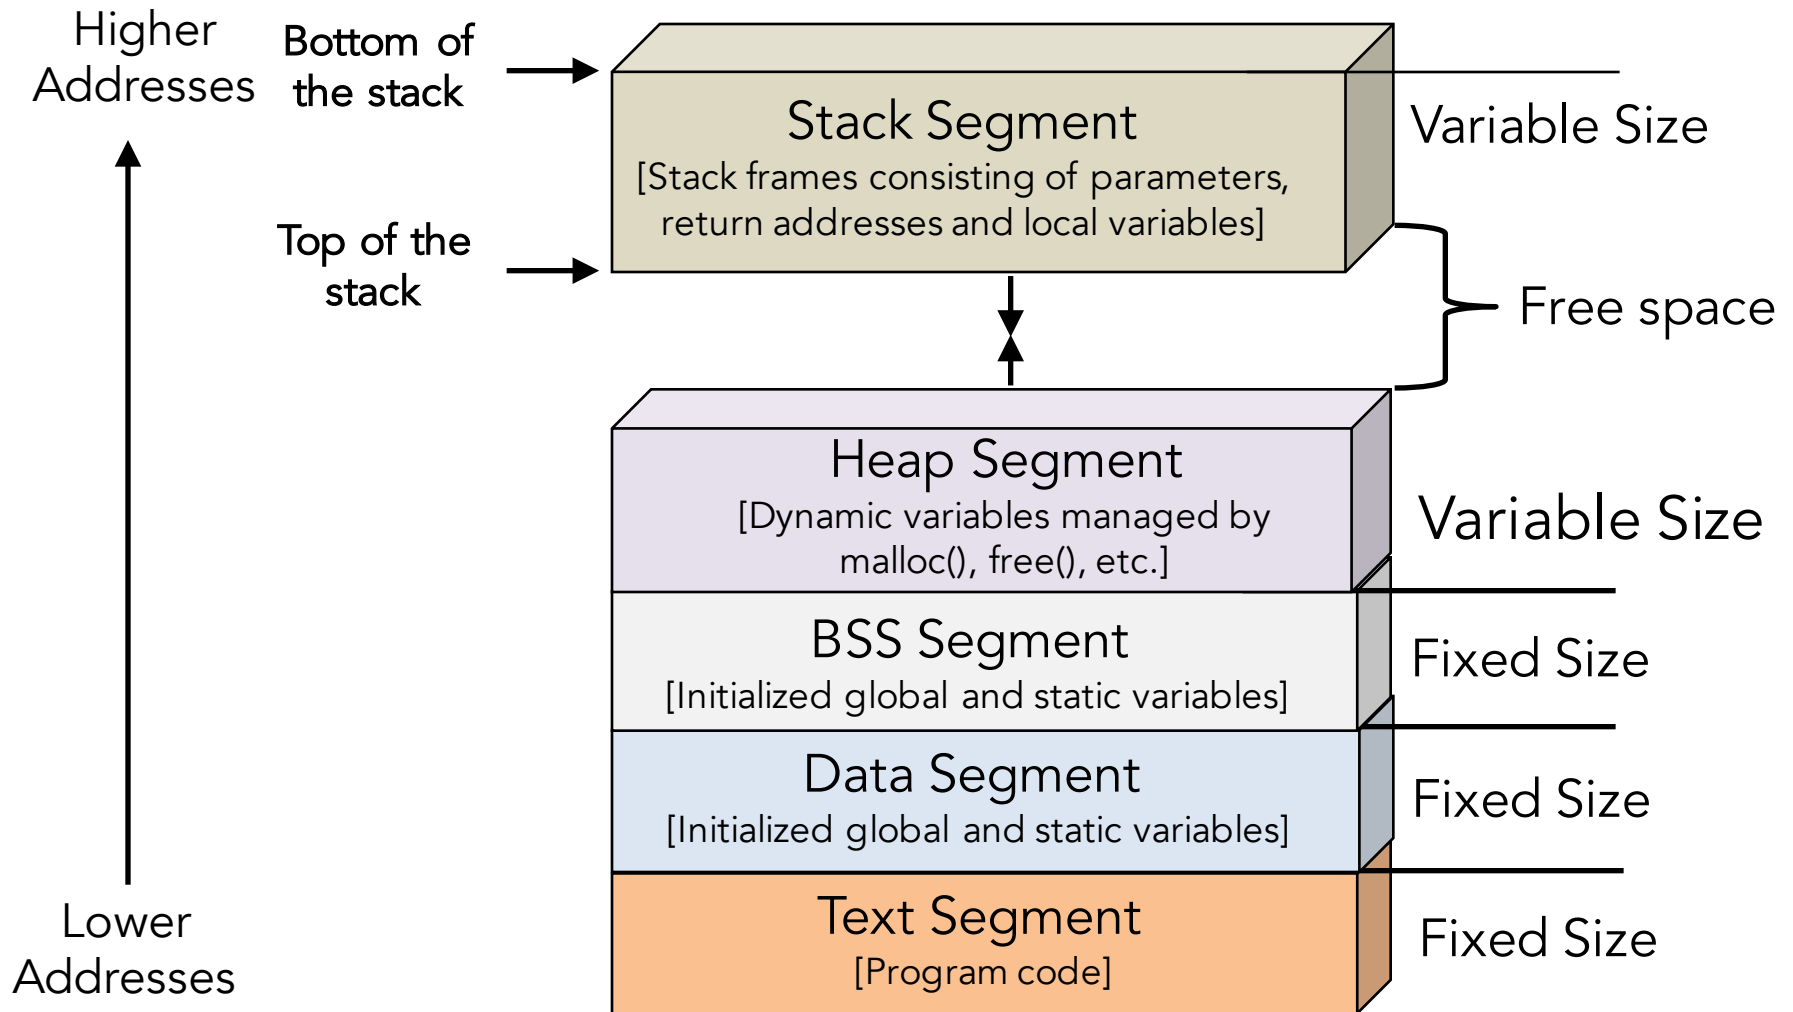 Higher
Addresses
Bottom of
the stack
Stack Segment
[Stack frames consisting of parameters,
return addresses and local variables]
Variable Size
Top of the
stack
Free space
Heap Segment
[Dynamic variables managed by
malloc(), free(), etc.]
Variable Size
BSS Segment
[Initialized global and static variables]
Fixed Size
Data Segment
[Initialized global and static variables]
Fixed Size
Lower
Addresses
Text Segment
[Program code]
Fixed Size